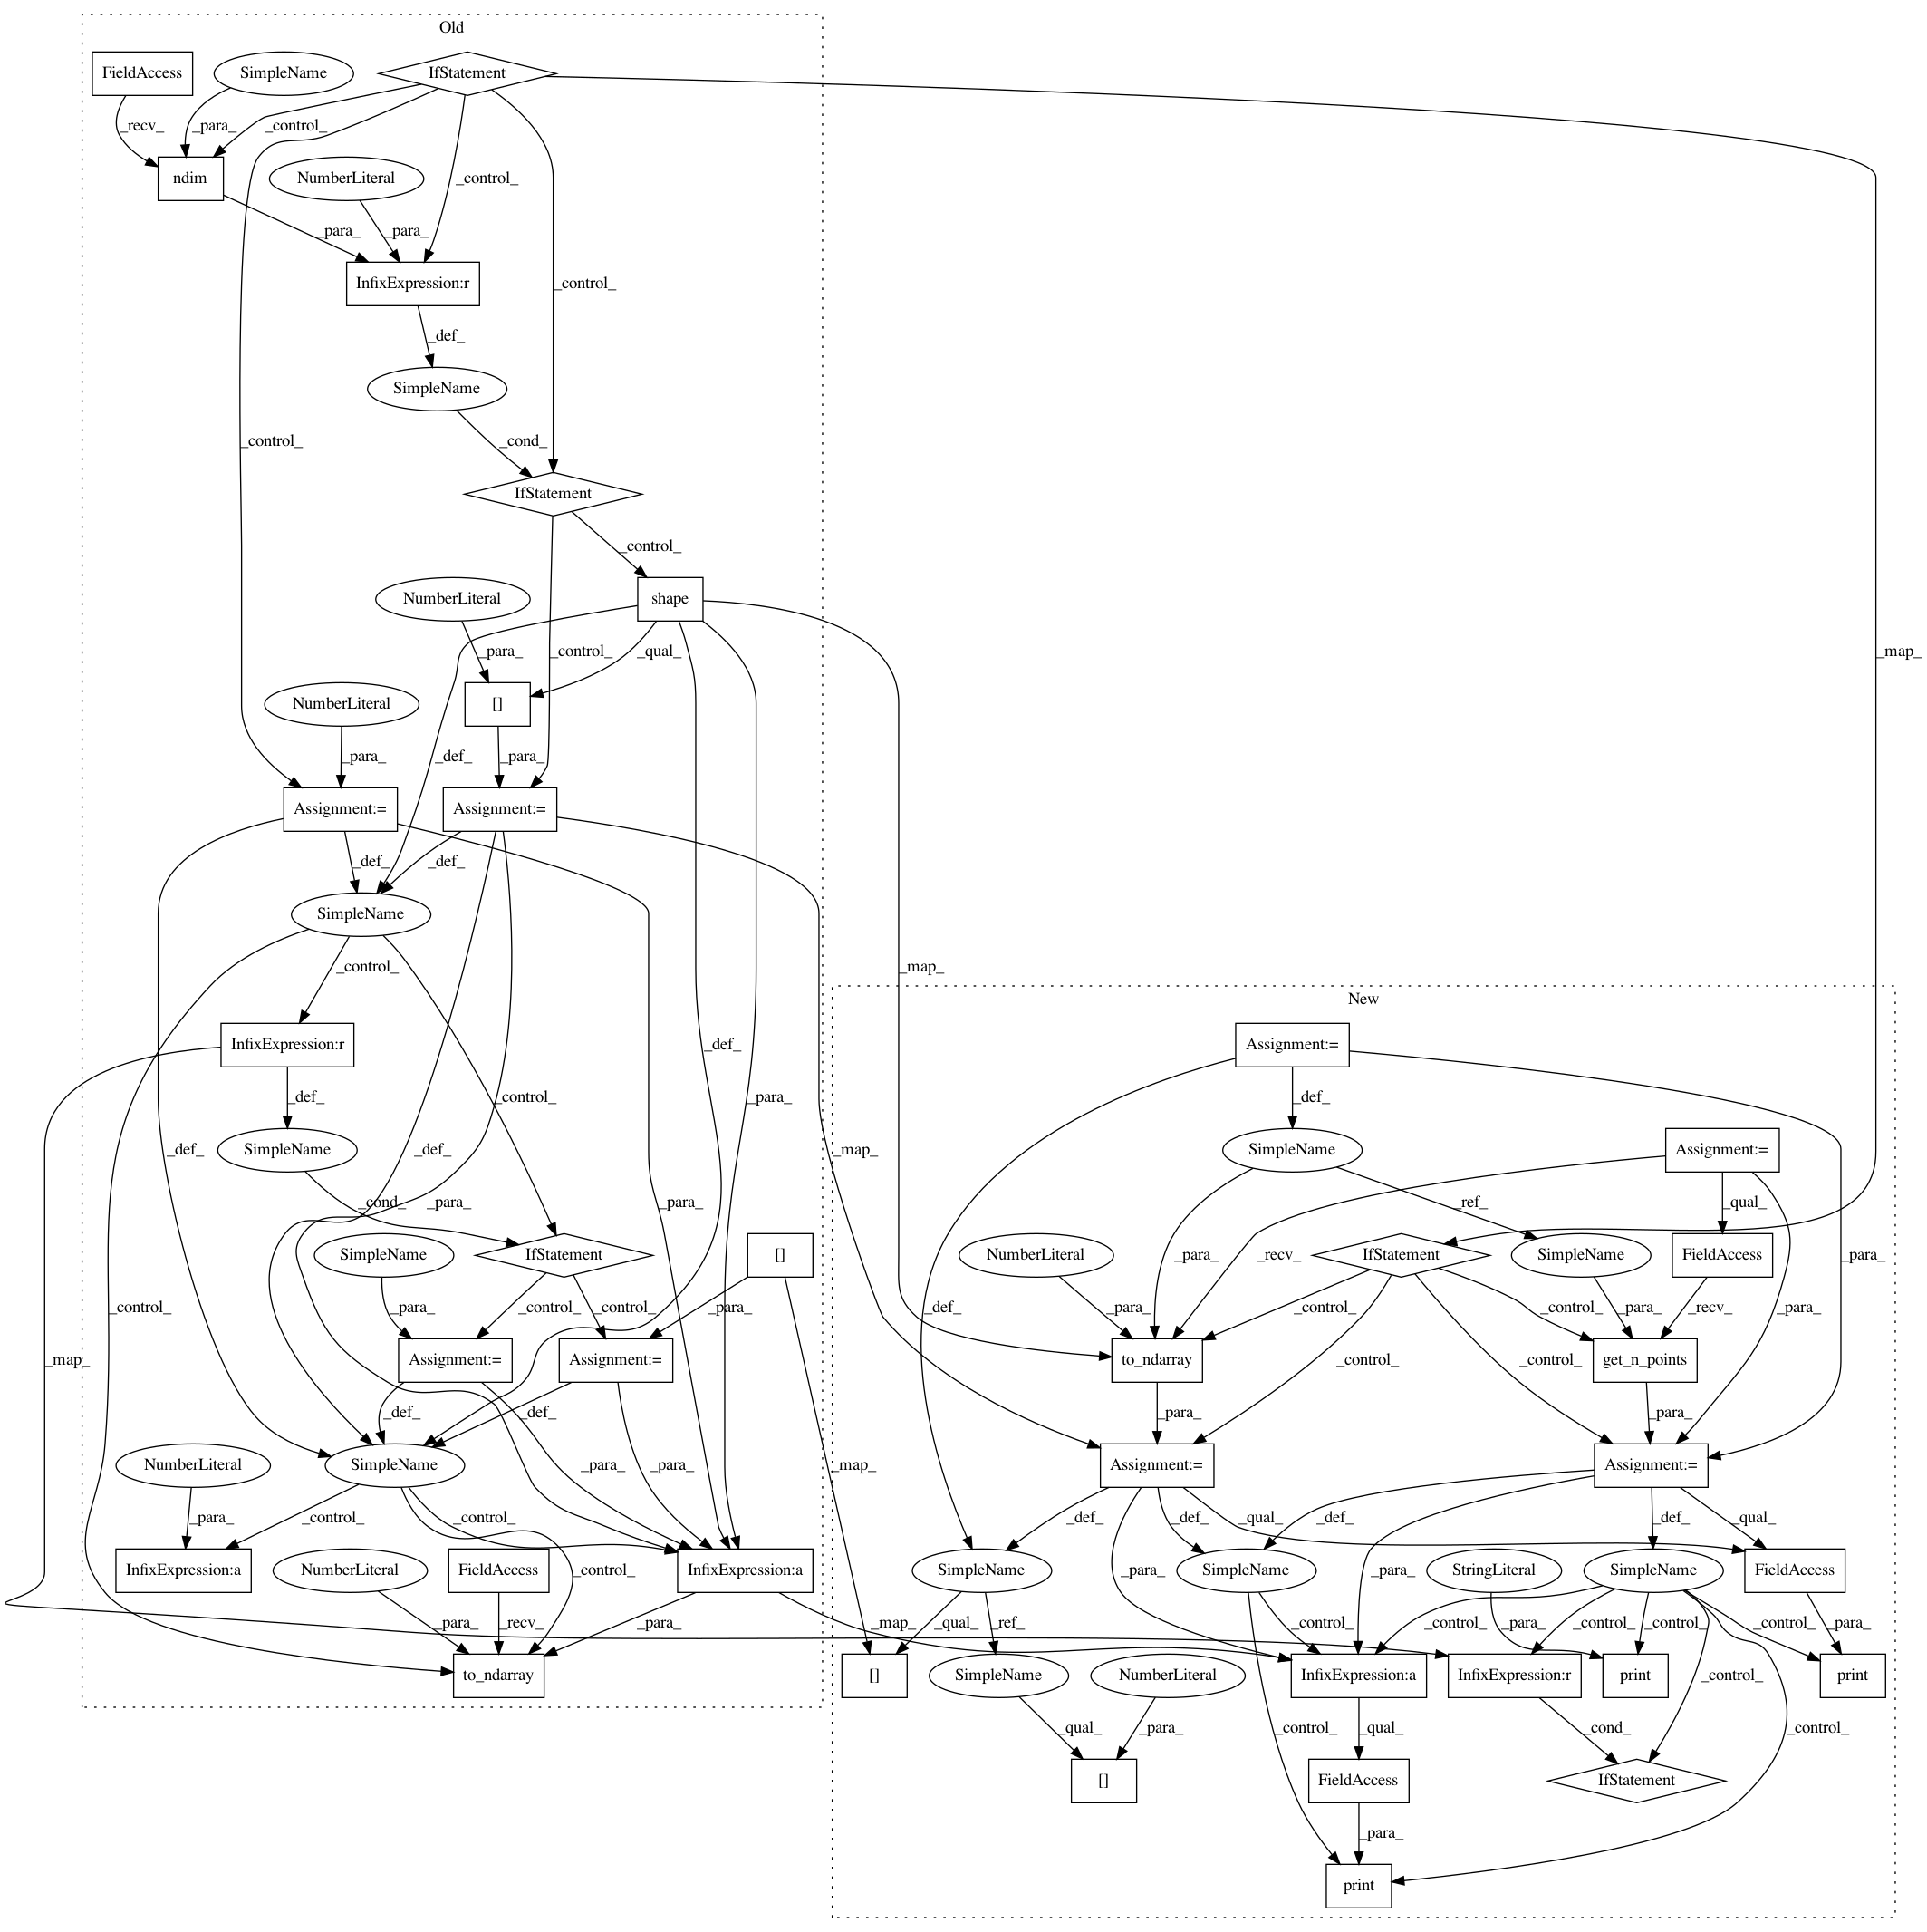 Old
FieldAccess
SimpleName
IfStatement
_recv_
_para_
_control_
ndim
NumberLiteral
_control_
_para_
_para_
InfixExpression:r
_control_
_def_
SimpleName
_control_
_cond_
IfStatement
_control_
NumberLiteral
shape
_para_
_control_
_qual_
_map_
NumberLiteral
[]
_para_
_def_
_para_
Assignment:=
Assignment:=
_def_
_def_
SimpleName
_control_
_map_
New
InfixExpression:r
_def_
Assignment:=
_def_
_control_
_para_
_def_
SimpleName
_def_
_def_
_map_
SimpleName
Assignment:=
_cond_
_para_
_para_
_ref_
_qual_
SimpleName
IfStatement
[]
NumberLiteral
_para_
_recv_
IfStatement
SimpleName
FieldAccess
_para_
_control_
_para_
_control_
_control_
_para_
_def_
_para_
_control_
_para_
_recv_
_para_
_map_
Assignment:=
Assignment:=
to_ndarray
_control_
_control_
get_n_points
_def_
_def_
_para_
_para_
NumberLiteral
SimpleName
_para_
_para_
_map_
Assignment:=
Assignment:=
_para_
_control_
_control_
_def_
_def_
_qual_
_def_
_def_
_qual_
InfixExpression:a
NumberLiteral
FieldAccess
_control_
InfixExpression:a
SimpleName
_para_
SimpleName
_para_
StringLiteral
SimpleName
FieldAccess
_para_
_recv_
_para_
_map_
_qual_
_ref_
_control_
_para_
_control_
_control_
_control_
_control_
_para_
to_ndarray
[]
SimpleName
NumberLiteral
InfixExpression:a
InfixExpression:r
print
print
_qual_
_para_
_control_
_qual_
_cond_
_control_
_control_
[]
FieldAccess
IfStatement
_para_
print